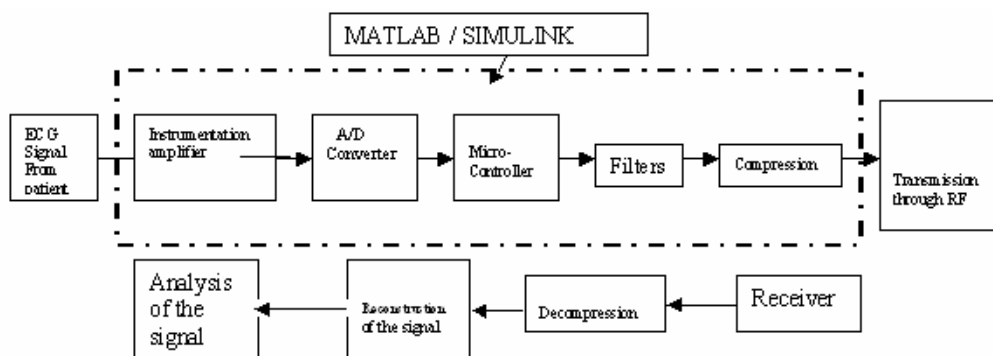 MATLAB / SIMULINK
ECG
Signal
From
patient
Instrumentation
amplifier
A/D
Converter
Micro-
Controller
Filters
Compression
Transmission
through RF
Analysis
of the
signal
Reconstruction
of the signal
Decompression
Receiver